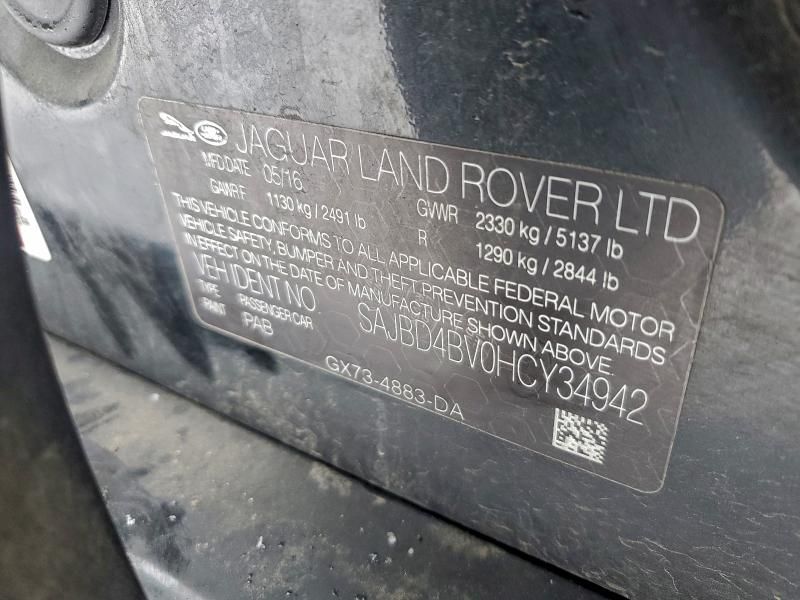 JAGUAR LAND ROVER LTD
MFD DATE 05/16 GVWR 2330 kg / 5137 lb
GAWR F 1130 kg / 2491 lb R 1290 kg / 2844 lb
THIS VEHICLE CONFORMS TO ALL APPLICABLE FEDERAL MOTOR
VEHICLE SAFETY, BUMPER AND THEFT PREVENTION STANDARDS
IN EFFECT ON THE DATE OF MANUFACTURE SHOWN ABOVE.
VEH IDENT NO SAJBD4BV0HCY34942
TYPE PASSENGER CAR
PAINT PAB
GX73-4883-DA